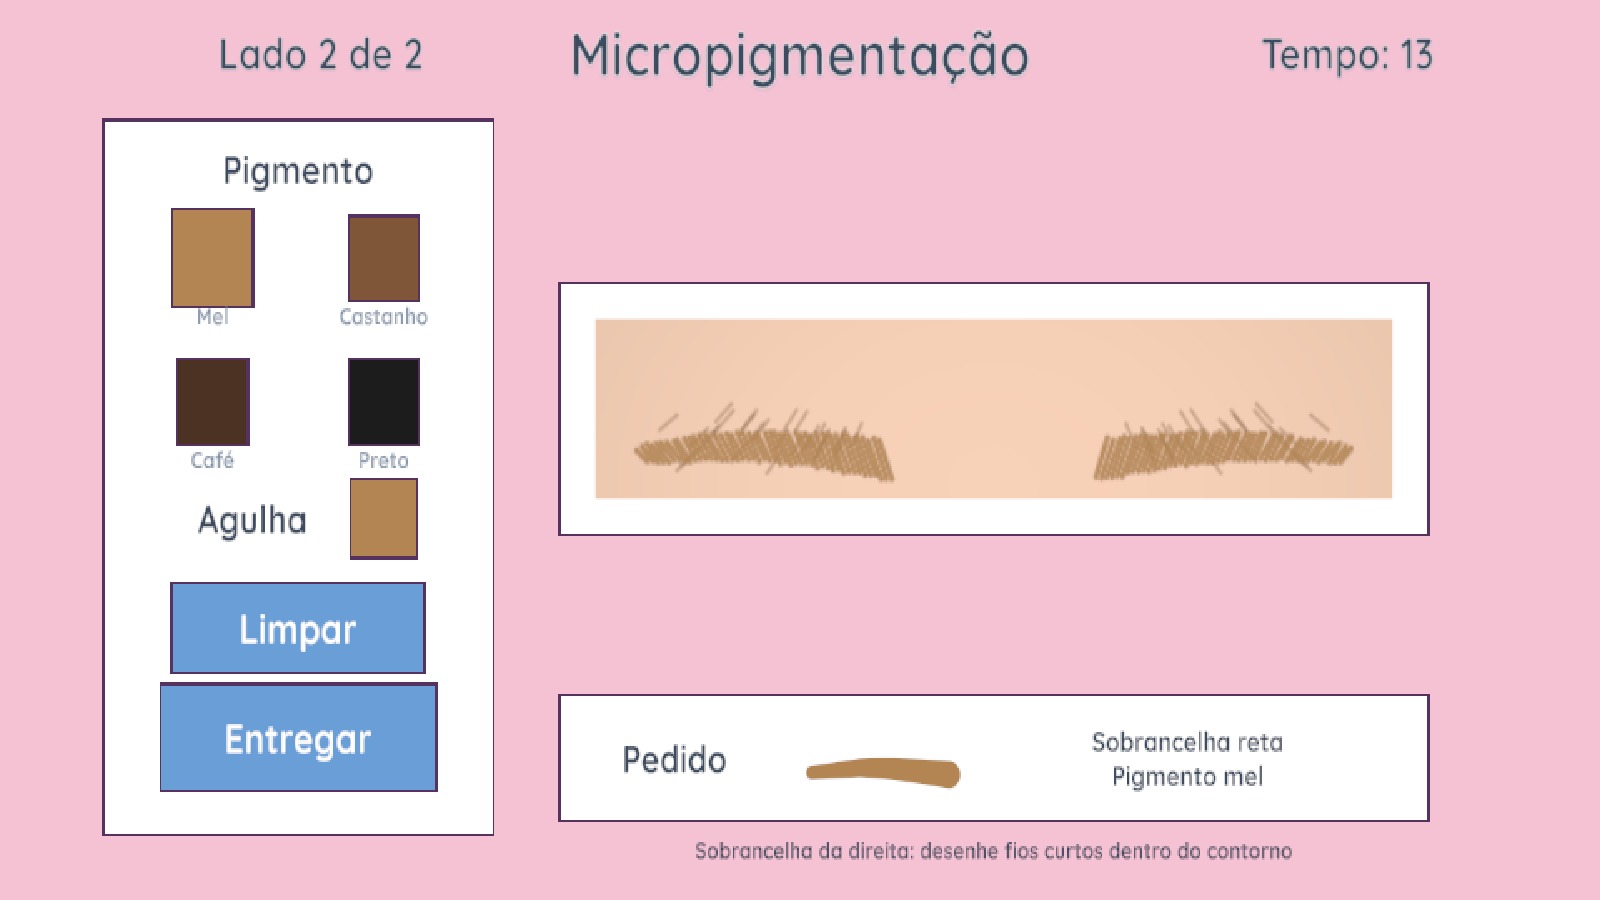 Lado 2 de 2
Micropigmentação
Tempo: 13
Pigmento
Mel
Castanho
Café
Preto
Agulha
Limpar
Entregar
Pedido
Sobrancelha reta
Pigmento mel
Sobrancelha da direita: desenhe fios curtos dentro do contorno